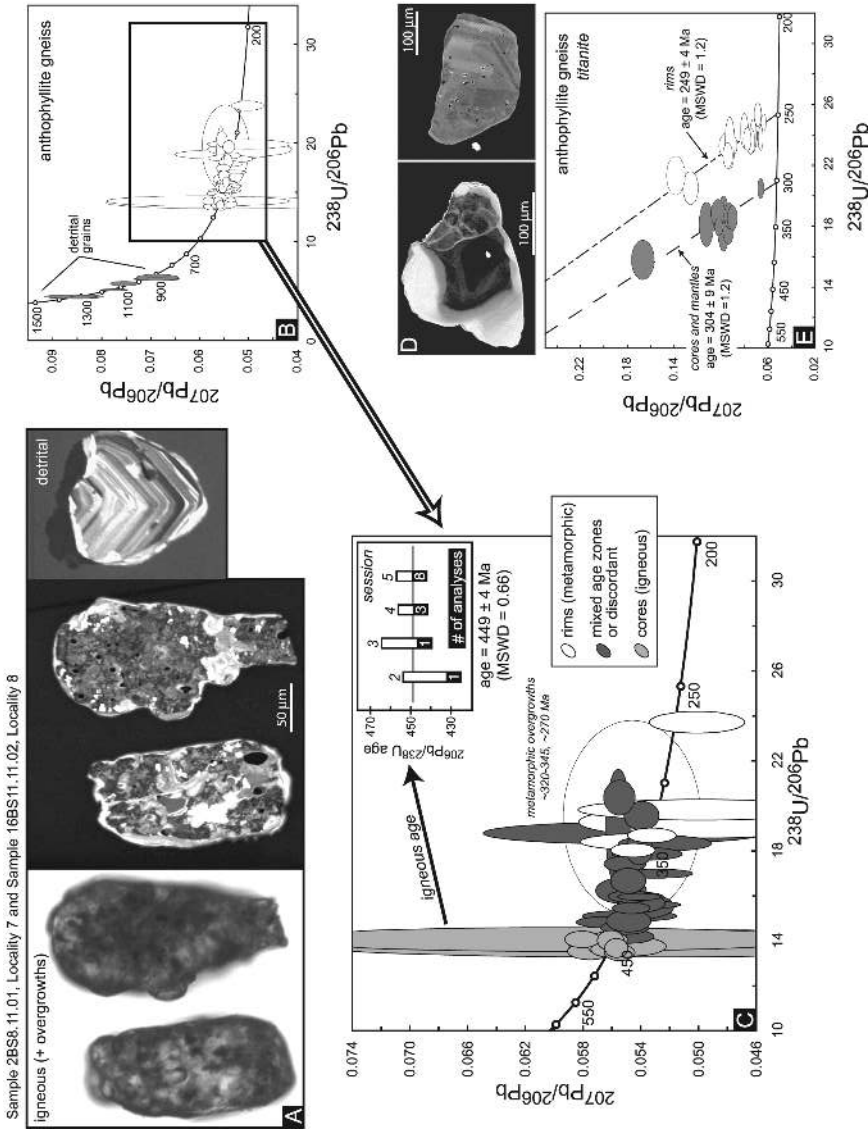 Sample 2BS8.11.01, Locality 7 and Sample 16BS11.11.02, Locality 8
igneous (+ overgrowths)
detrital
50 µm
A
anthophyllite gneiss
detrital
grains
1500
1300
1100
900
700
200
0.09
0.08
0.07
0.06
0.05
0.04
207Pb/206Pb
0
10
20
30
238U/206Pb
B
igneous age
470
450
430
206Pb/238U age
session
2
3
4
5
1
1
3
8
# of analyses
age = 449 ± 4 Ma
(MSWD = 0.66)
metamorphic overgrowths
~320-345, ~270 Ma
rims (metamorphic)
mixed age zones
or discordant
cores (igneous)
550
450
350
250
200
0.074
0.070
0.066
0.062
0.058
0.054
0.050
0.046
207Pb/206Pb
10
14
18
22
26
30
238U/206Pb
C
D
100 µm
100 µm
anthophyllite gneiss
titanite
rims
age = 249 ± 4 Ma
(MSWD = 1.2)
cores and mantles
age = 304 ± 9 Ma
(MSWD =1.2)
550
450
350
300
250
200
0.22
0.18
0.14
0.10
0.06
0.02
207Pb/206Pb
10
14
18
22
26
30
238U/206Pb
E